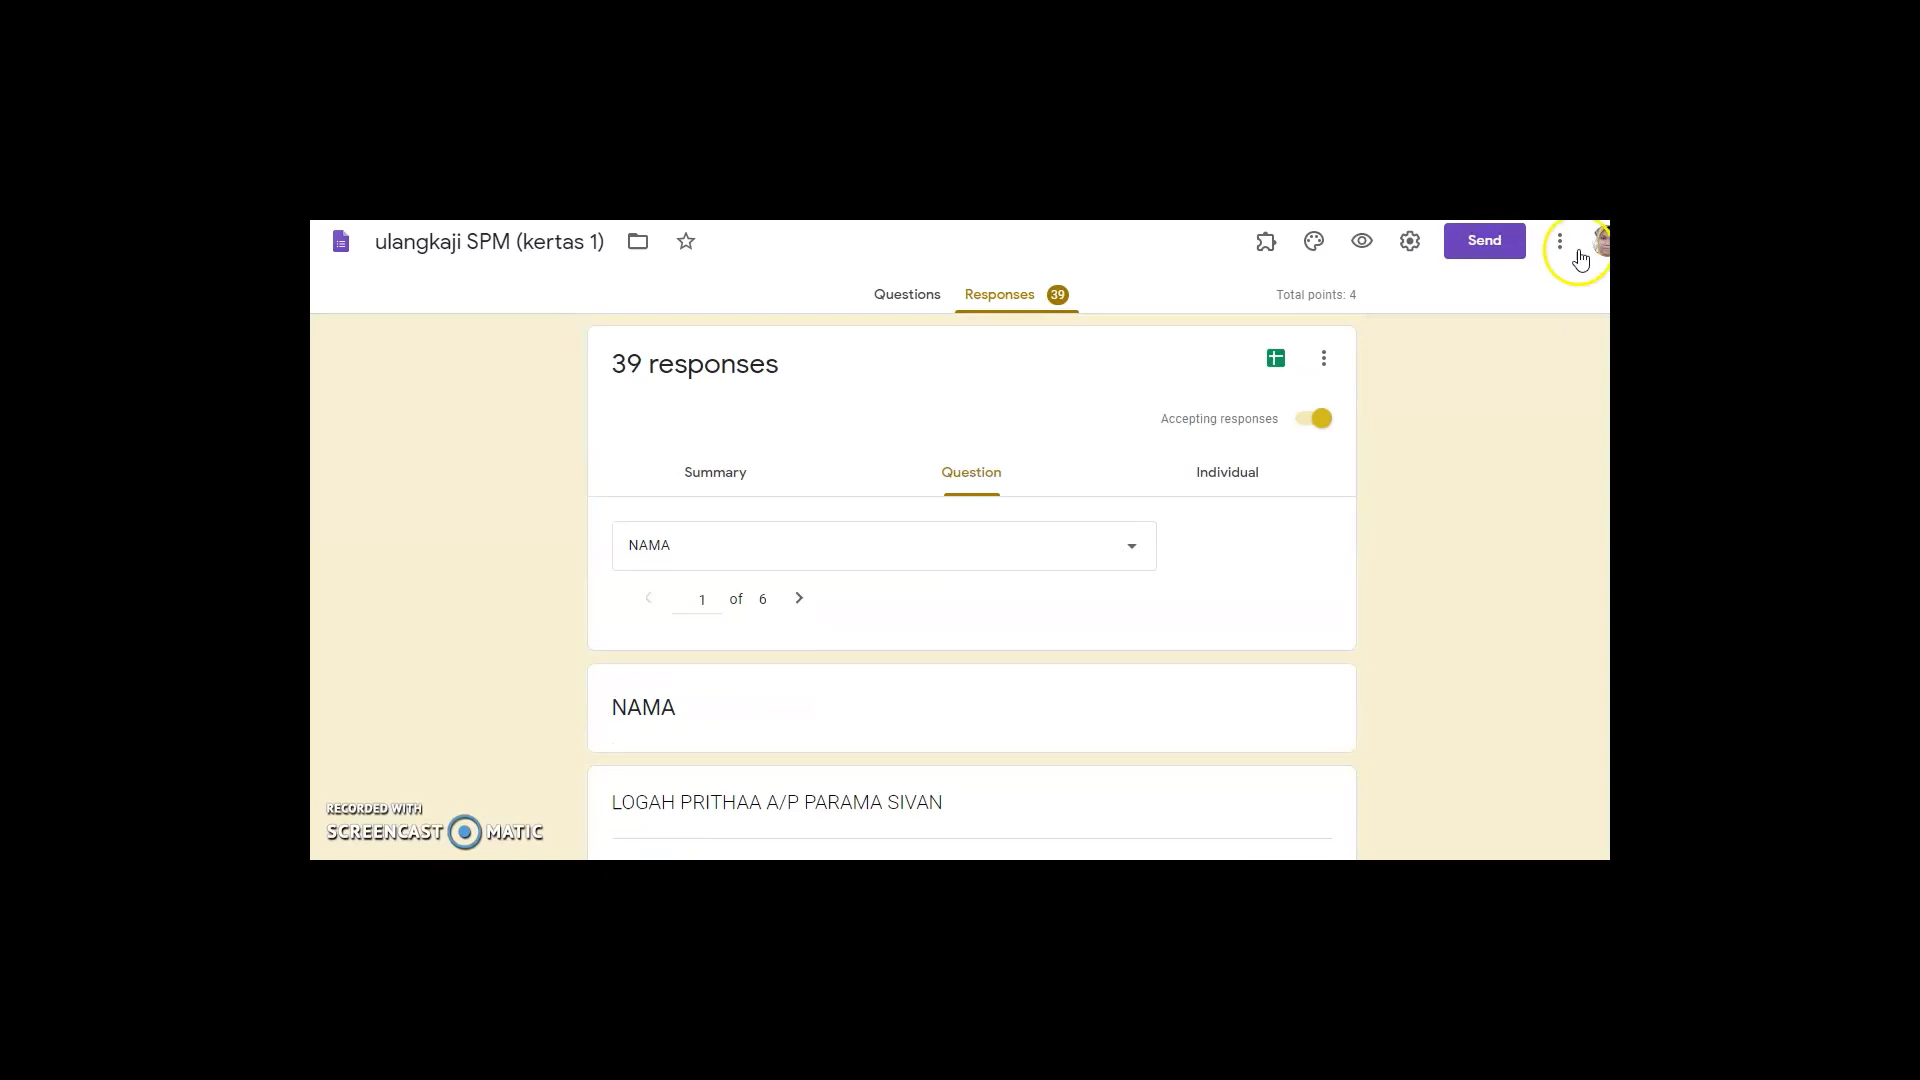 ulangkaji SPM (kertas 1)
Send
Questions
Responses 39
Total points: 4
39 responses
Accepting responses
Summary
Question
Individual
NAMA
1 of 6
NAMA
LOGAH PRITHAA A/P PARAMA SIVAN
RECORDED WITH
SCREENCAST MATIC